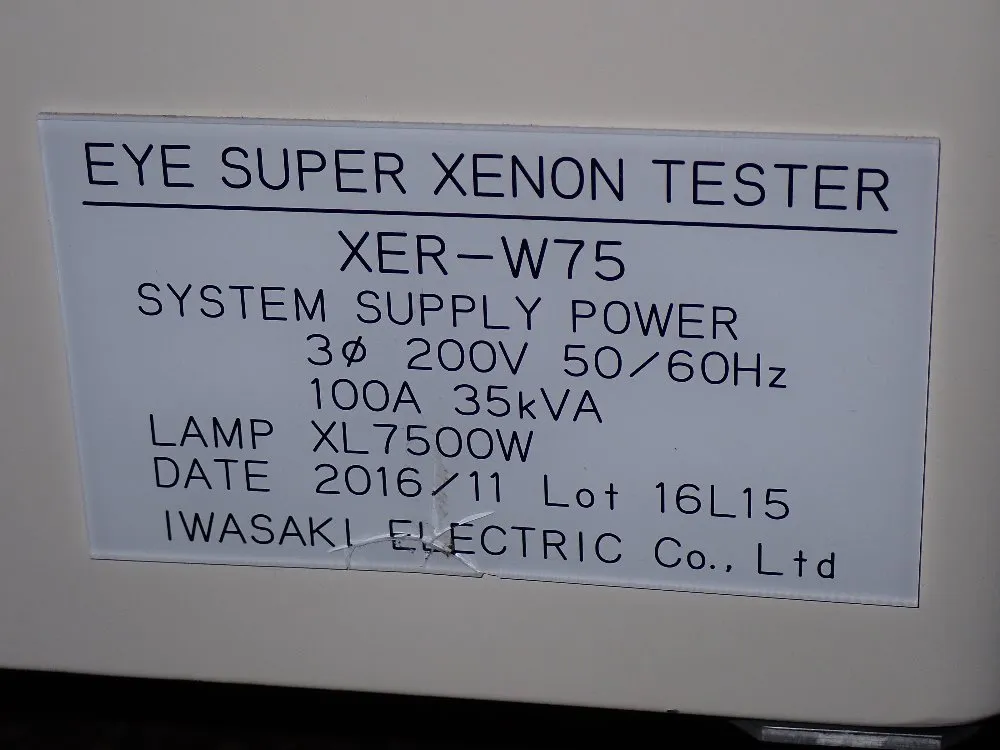 EYE SUPER XENON TESTER
XER-W75
SYSTEM SUPPLY POWER
3φ 200V 50/60Hz
100A 35kVA
LAMP XL7500W
DATE 2016/11 Lot 16L15
IWASAKI ELECTRIC Co., Ltd